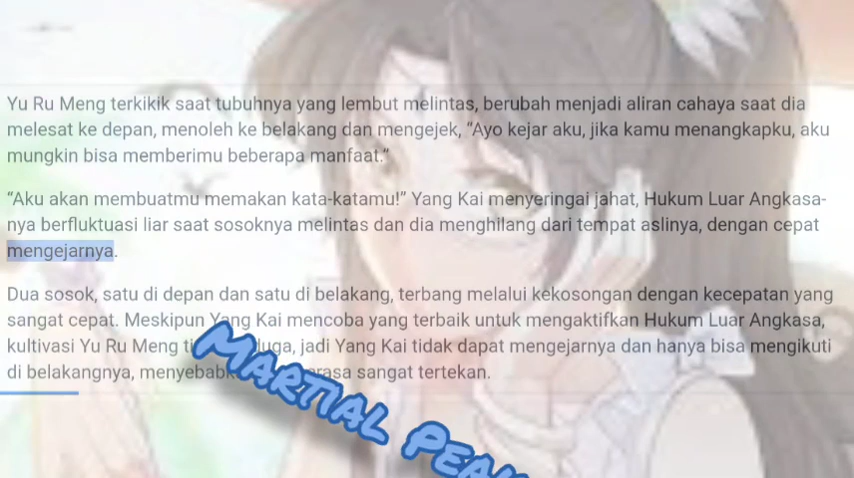 Yu Ru Meng terkikik saat tubuhnya yang lembut melintas, berubah menjadi aliran cahaya saat dia
melesat ke depan, menoleh ke belakang dan mengejek, “Ayo kejar aku, jika kamu menangkapku, aku
mungkin bisa memberimu beberapa manfaat.”
“Aku akan membuatmu memakan kata-katamu!” Yang Kai menyeringai jahat, Hukum Luar Angkasa-
nya berfluktuasi liar saat sosoknya melintas dan dia menghilang dari tempat aslinya, dengan cepat
mengejarnya.
Dua sosok, satu di depan dan satu di belakang, terbang melalui kekosongan dengan kecepatan yang
sangat cepat. Meskipun Yang Kai mencoba yang terbaik untuk mengaktifkan Hukum Luar Angkasa,
kultivasi Yu Ru Meng jadi Yang Kai tidak dapat mengejarnya dan hanya bisa mengikuti
di belakangnya, sangat tertekan.
MARTIAL